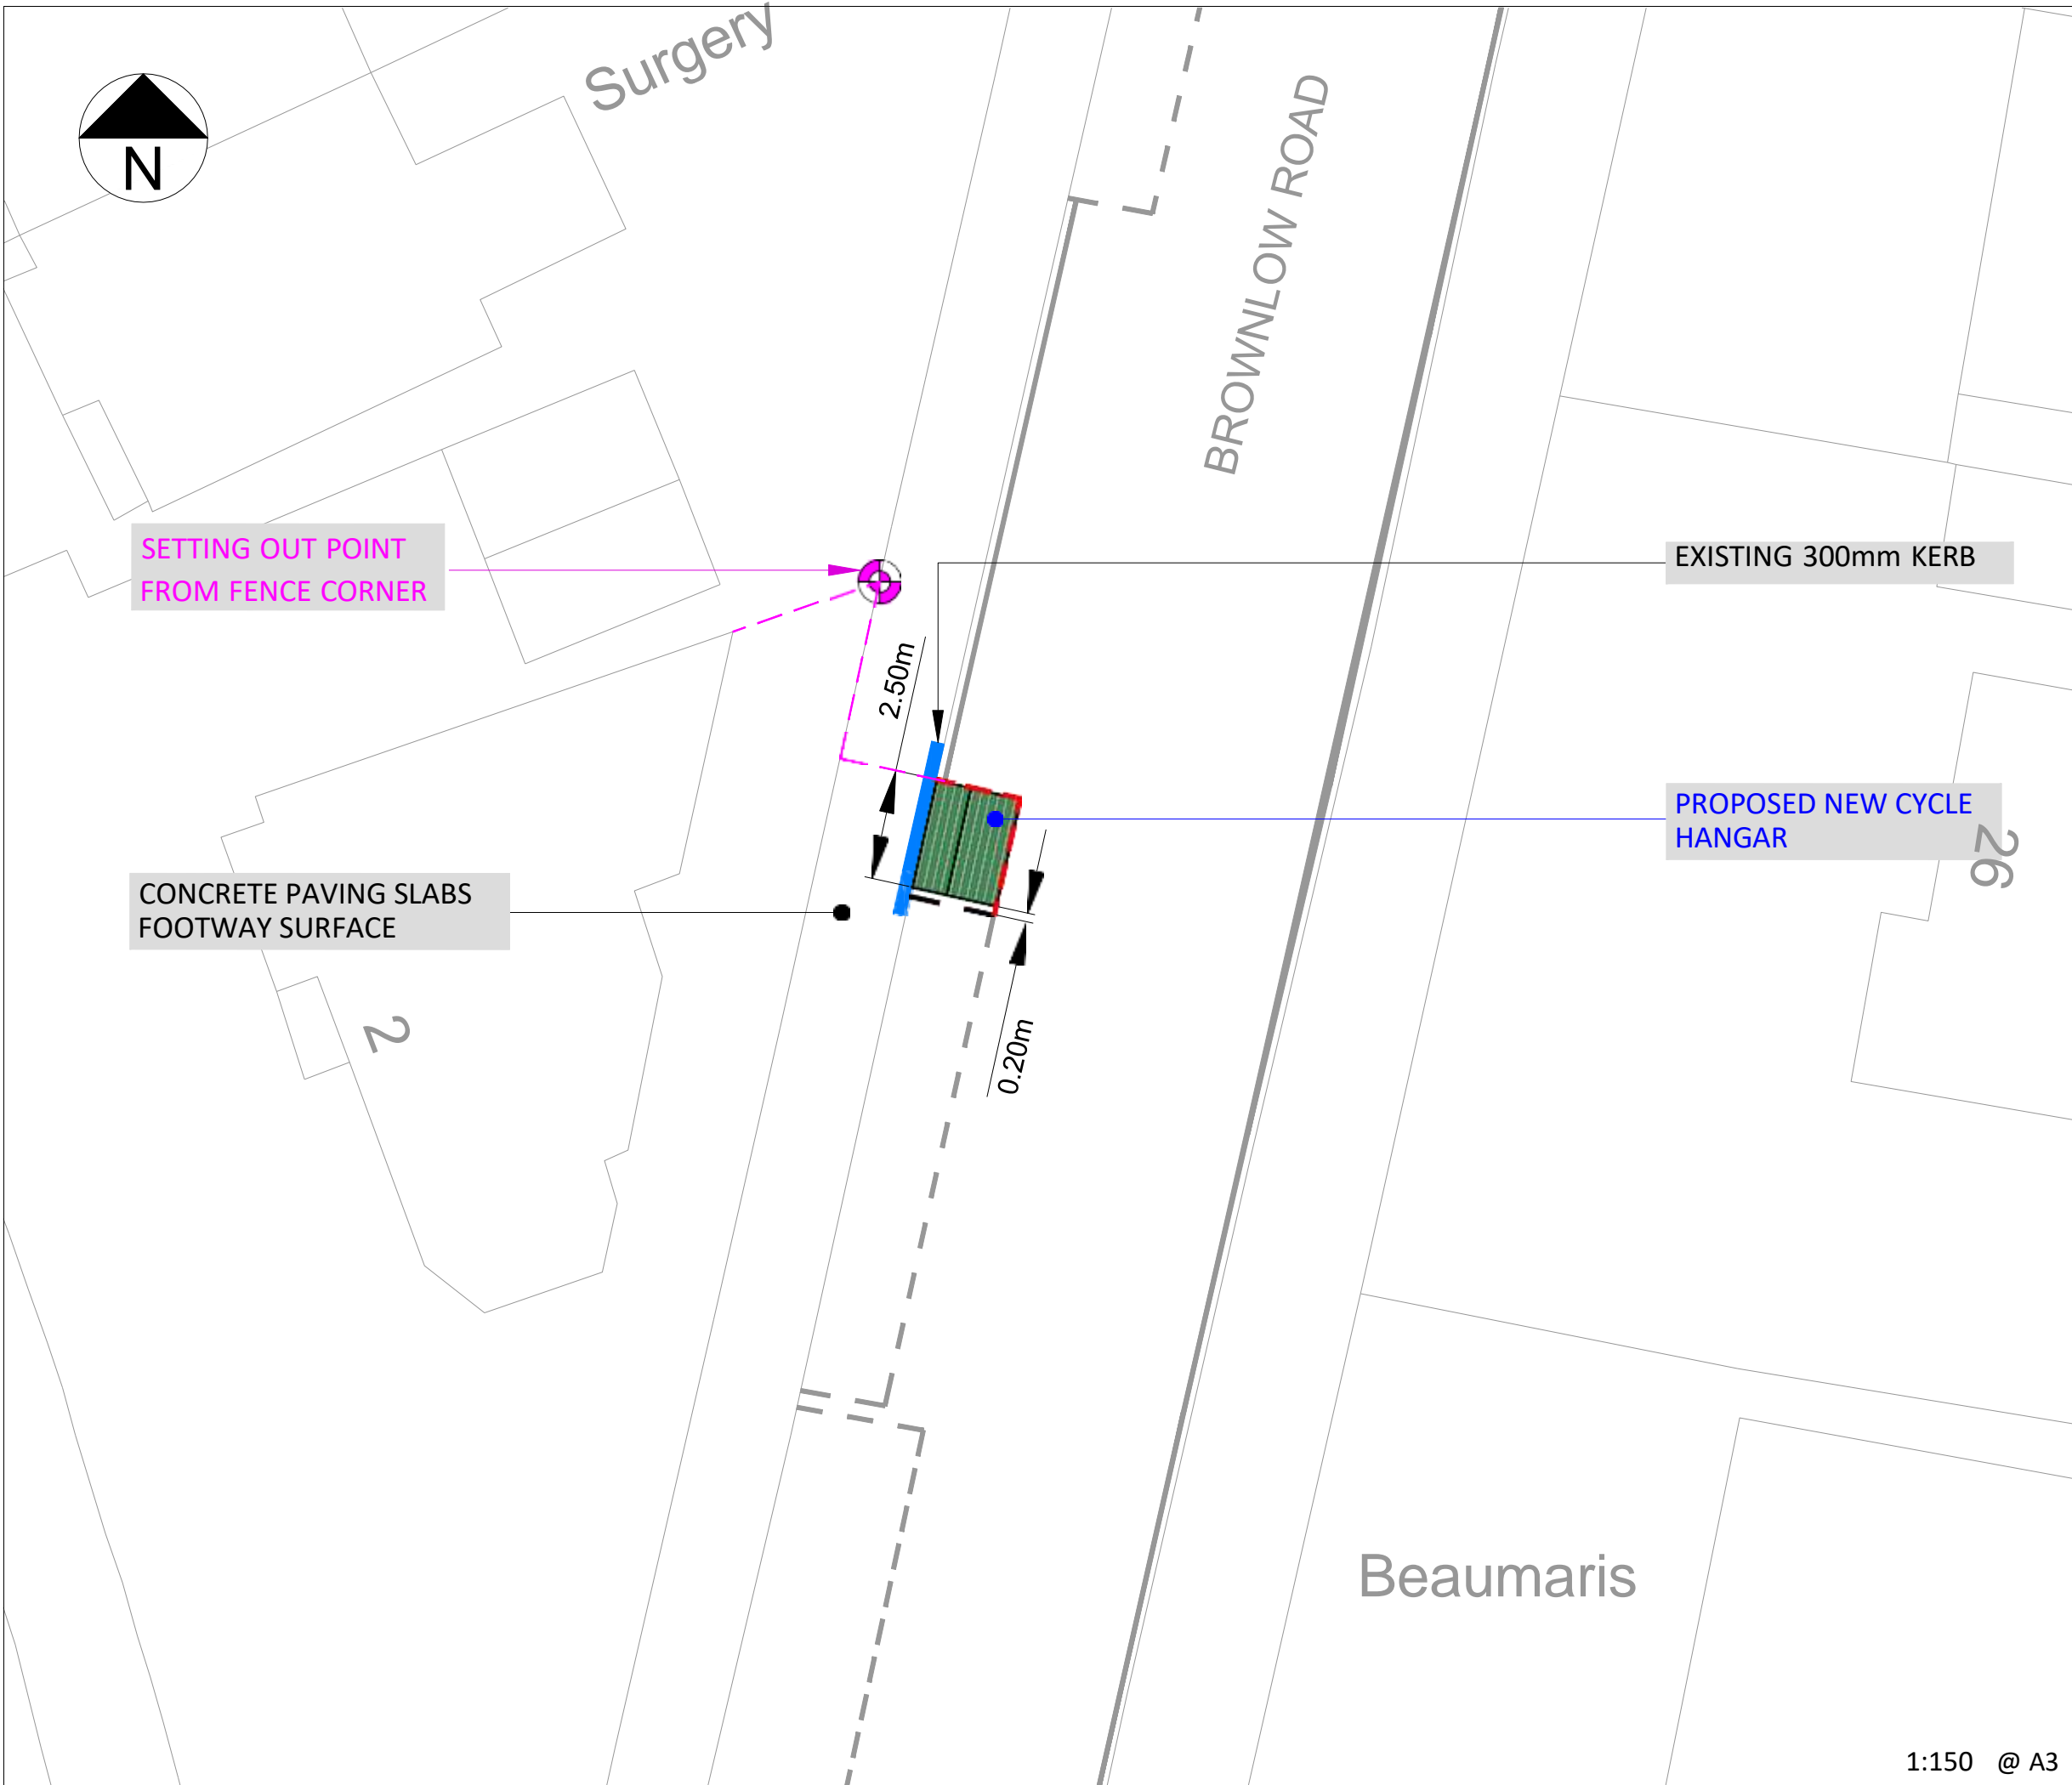 Surgery
N
BROWNLOW ROAD
SETTING OUT POINT
FROM FENCE CORNER
EXISTING 300mm KERB
2.50m
PROPOSED NEW CYCLE
HANGAR
26
CONCRETE PAVING SLABS
FOOTWAY SURFACE
2
0.20m
Beaumaris
1:150 @ A3